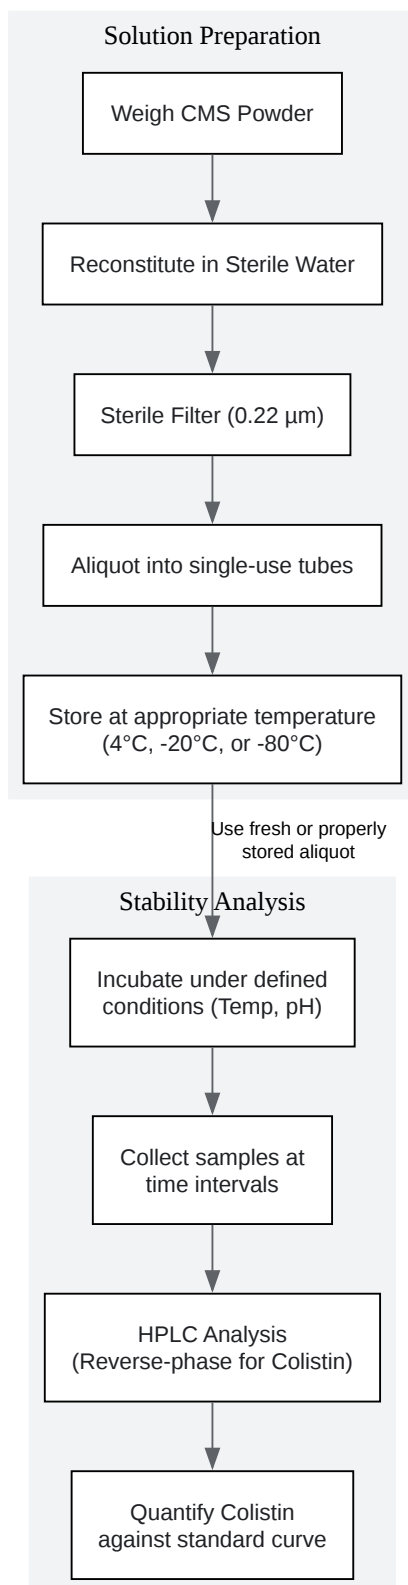 Solution Preparation
Weigh CMS Powder
Reconstitute in Sterile Water
Sterile Filter (0.22 µm)
Aliquot into single-use tubes
Store at appropriate temperature
(4°C, -20°C, or -80°C)
Use fresh or properly
stored aliquot
Stability Analysis
Incubate under defined
conditions (Temp, pH)
Collect samples at
time intervals
HPLC Analysis
(Reverse-phase for Colistin)
Quantify Colistin
against standard curve